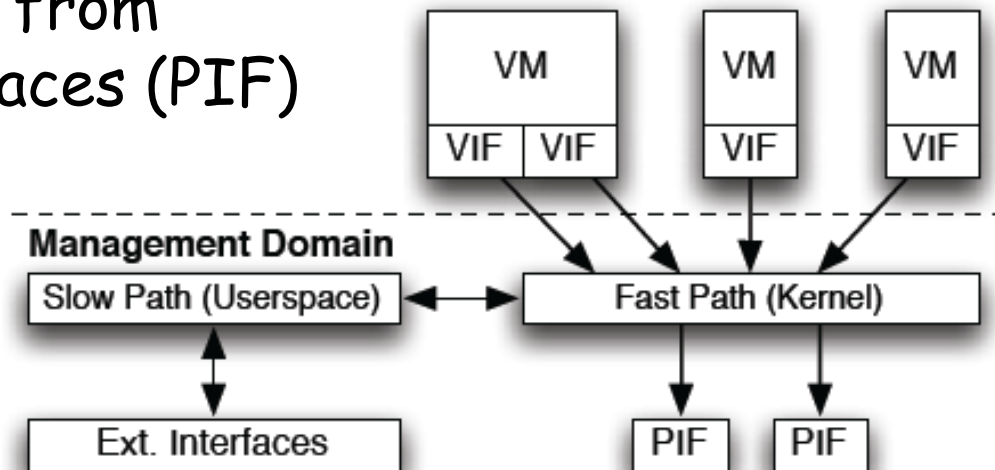 from
aces (PIF)
VM
VM
VM
VIF
VIF
VIF
VIF
Management Domain
Slow Path (Userspace)
Fast Path (Kernel)
Ext. Interfaces
PIF
PIF